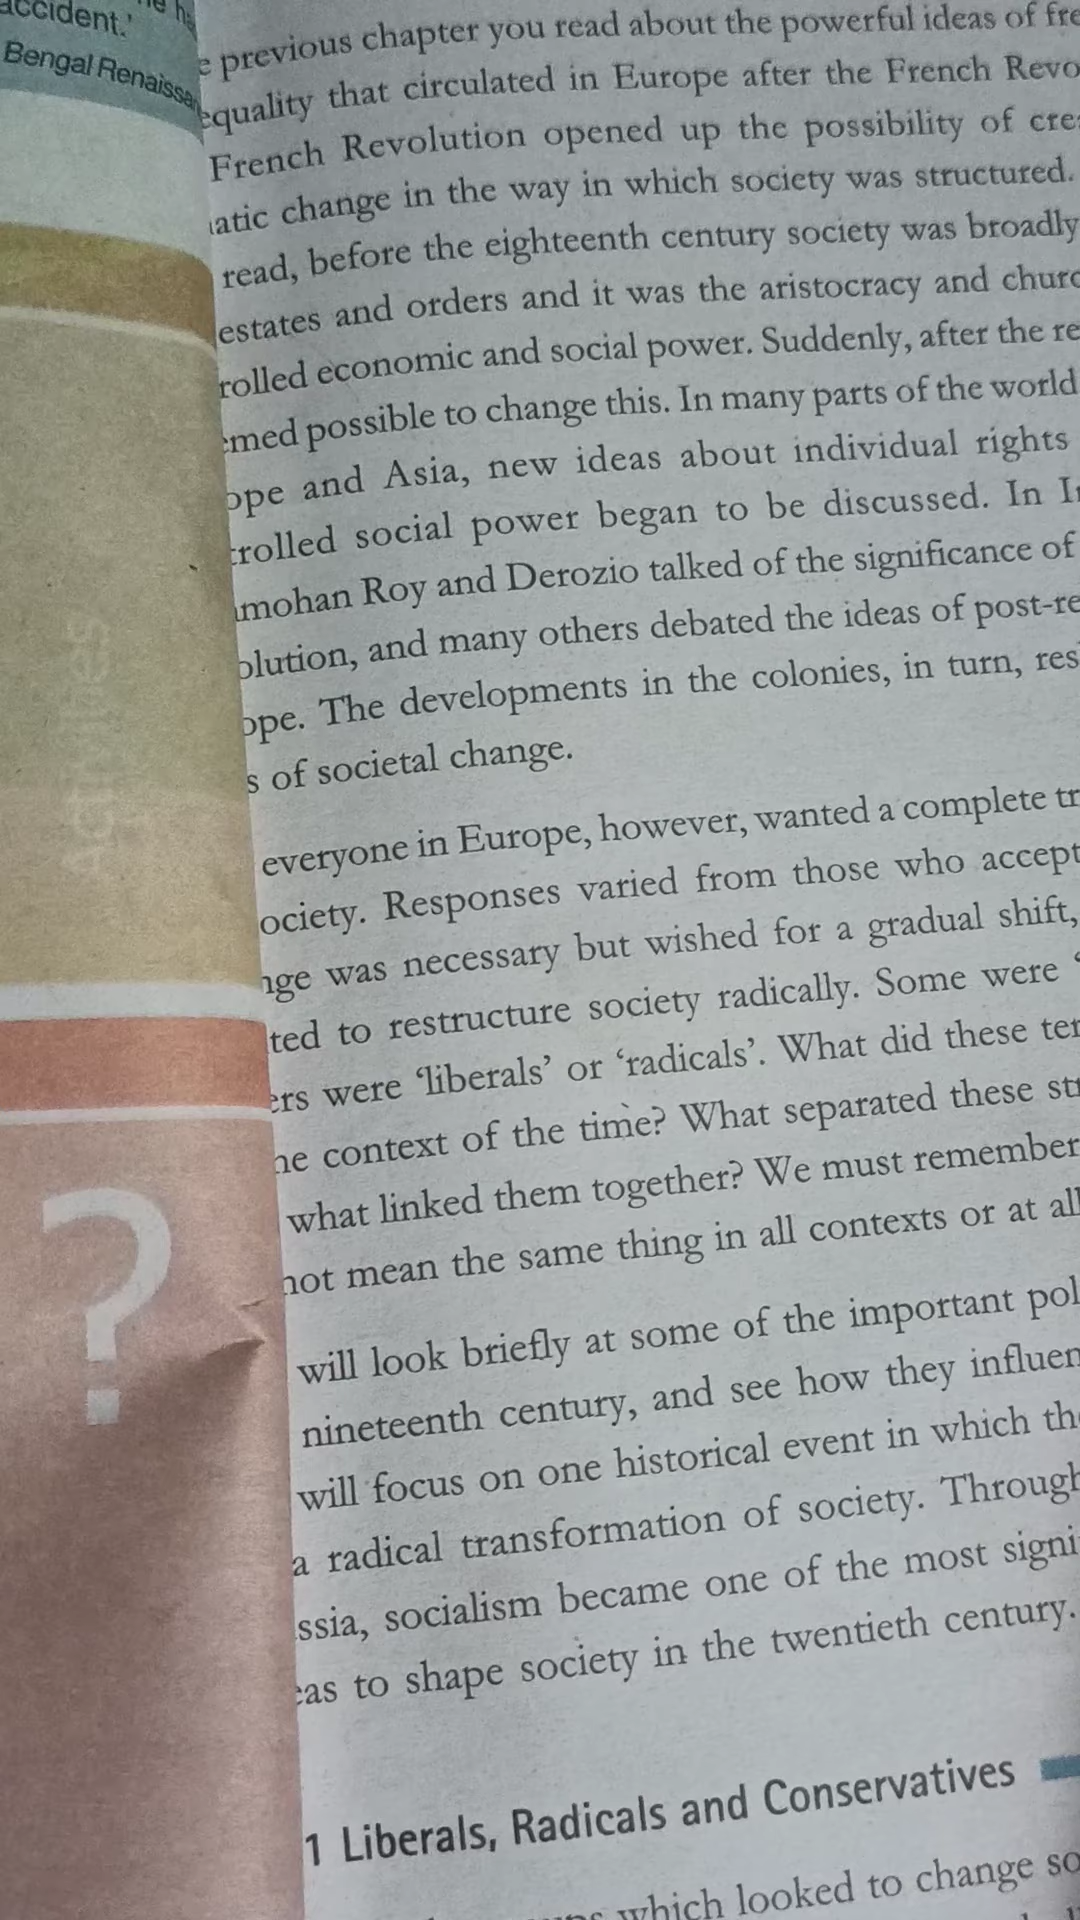 accident.'
Bengal Renaissan
e previous chapter you read about the powerful ideas of fre
equality that circulated in Europe after the French Revo
French Revolution opened up the possibility of cre
atic change in the way in which society was structured.
read, before the eighteenth century society was broadly
estates and orders and it was the aristocracy and churc
rolled economic and social power. Suddenly, after the re
med possible to change this. In many parts of the world
ope and Asia, new ideas about individual rights
trolled social power began to be discussed. In In
mohan Roy and Derozio talked of the significance of
olution, and many others debated the ideas of post-re
ope. The developments in the colonies, in turn, res
s of societal change.
everyone in Europe, however, wanted a complete tr
ociety. Responses varied from those who accept
nge was necessary but wished for a gradual shift,
ted to restructure society radically. Some were ‘
ers were ‘liberals’ or ‘radicals’. What did these ter
he context of the time? What separated these str
what linked them together? We must remember
not mean the same thing in all contexts or at all
will look briefly at some of the important pol
nineteenth century, and see how they influen
will focus on one historical event in which the
a radical transformation of society. Through
ssia, socialism became one of the most signi
eas to shape society in the twentieth century.
1 Liberals, Radicals and Conservatives
which looked to change so
Activities
?